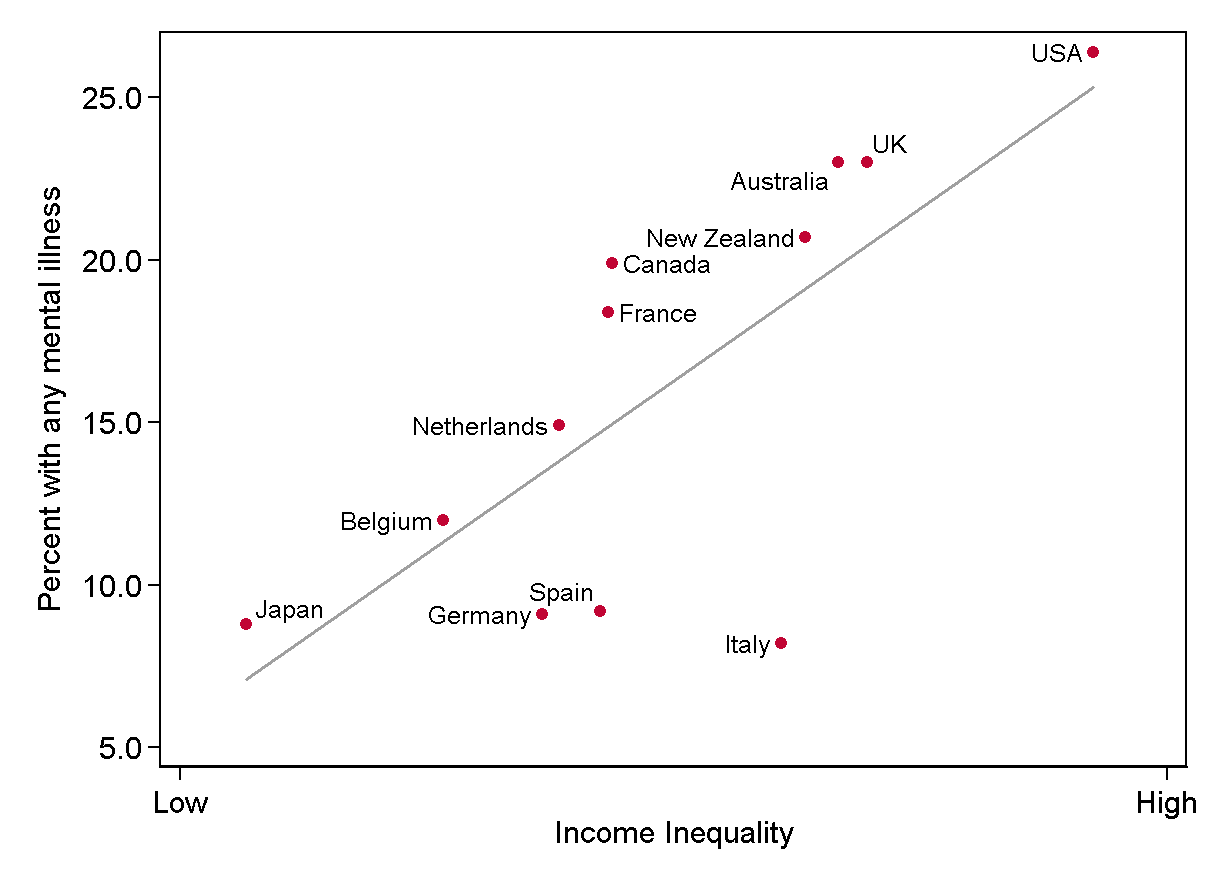 USA
25.0
UK
Australia
New Zealand
20.0
Canada
France
15.0
Netherlands
Belgium
10.0
Spain
Japan
Germany
Italy
5.0
Percent with any mental illness
Low
High
Income Inequality